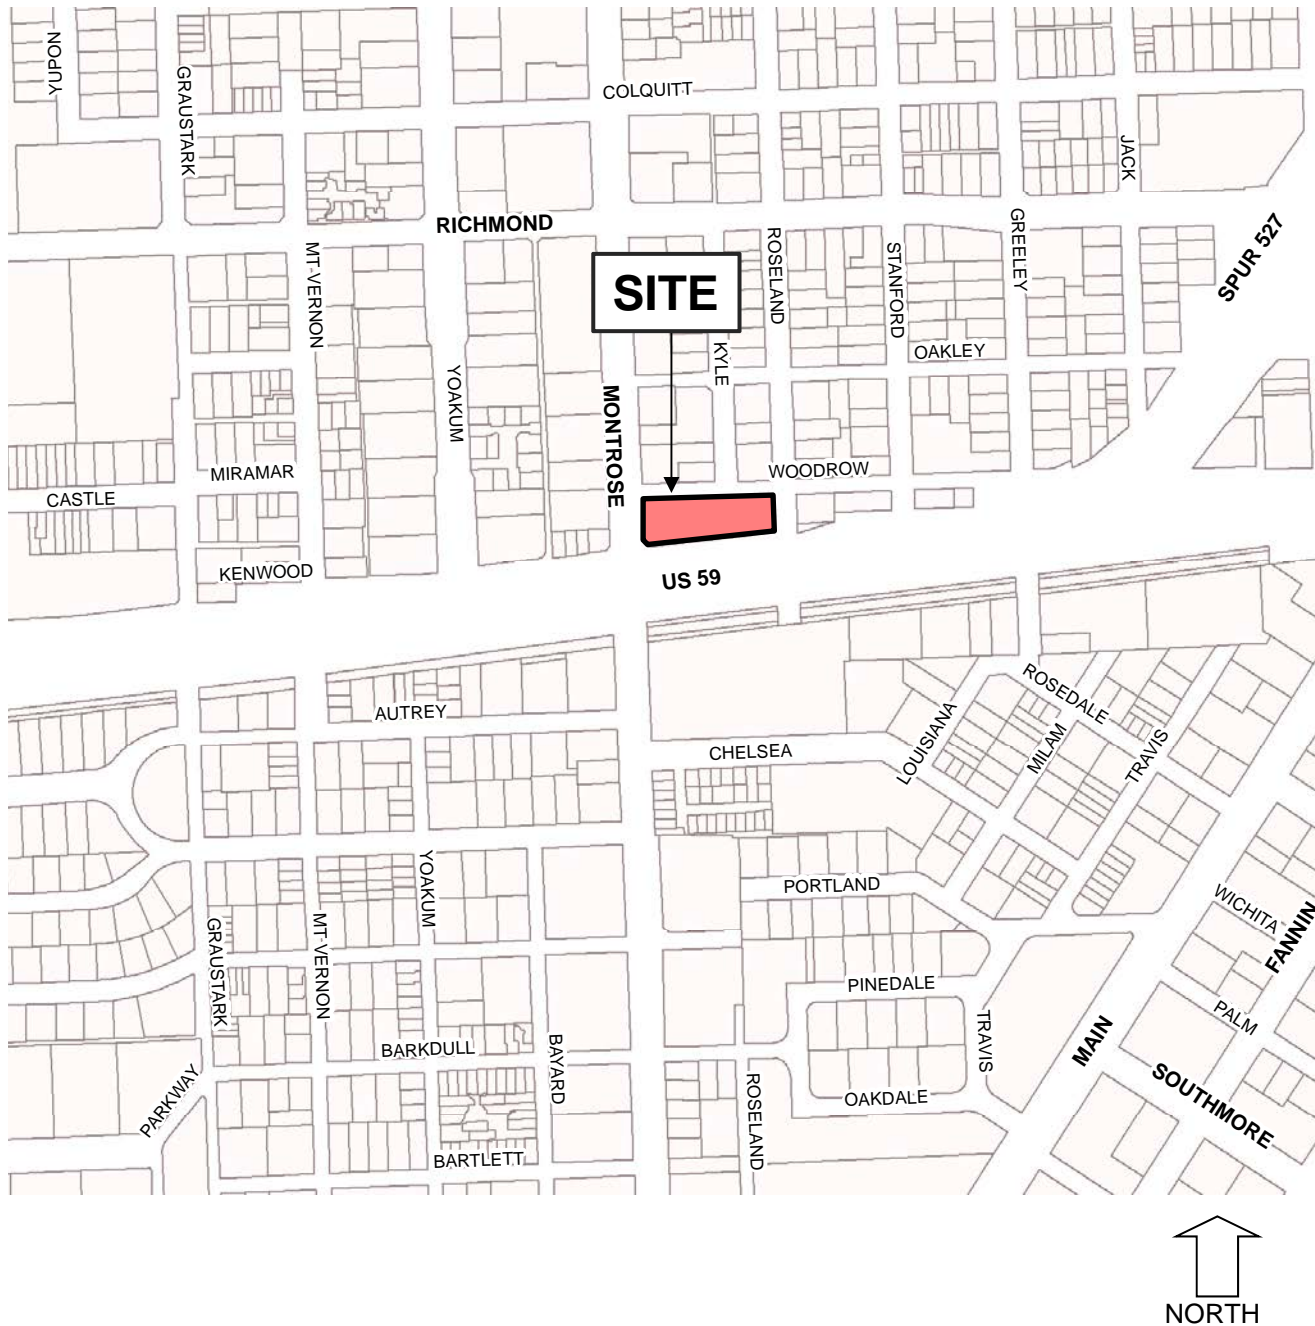 YUPON
GRAUSTARK
COLQUITT
JACK
RICHMOND
MT-VERNON
ROSELAND
STANFORD
GREELEY
SPUR 527
SITE
KYLE
OAKLEY
YOAKUM
MONTROSE
MIRAMAR
WOODROW
CASTLE
KENWOOD
US 59
AUTREY
ROSEDALE
CHELSEA
LOUISIANA
MILAM
TRAVIS
YOAKUM
PORTLAND
WICHITA
FANNIN
GRAUSTARK
MT-VERNON
PINEDALE
PALM
TRAVIS
MAIN
BARKDULL
BAYARD
PARKWAY
ROSELAND
OAKDALE
SOUTHMORE
BARTLETT
NORTH